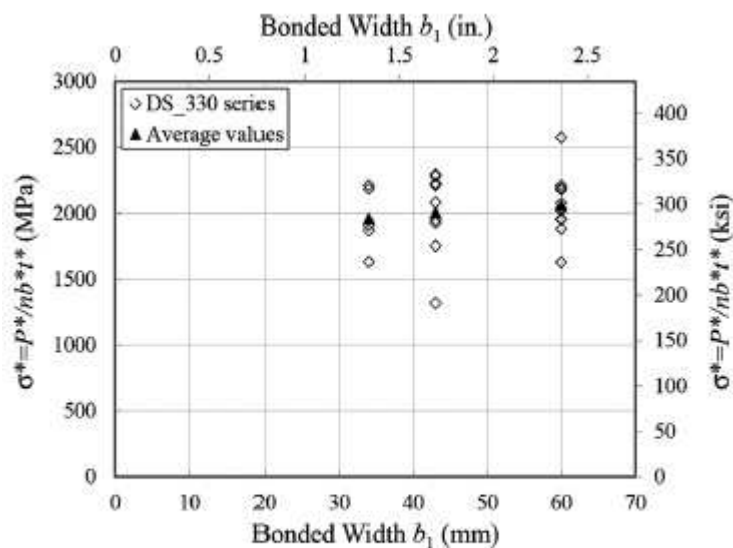 Bonded Width b1 (in.)
0 0.5 1 1.5 2 2.5
3000
2500
2000
1500
1000
500
0
σ*=P*/nb*t* (MPa)
DS_330 series
Average values
400
350
300
250
200
150
100
50
0
σ*=P*/nb*t* (ksi)
0 10 20 30 40 50 60 70
Bonded Width b1 (mm)